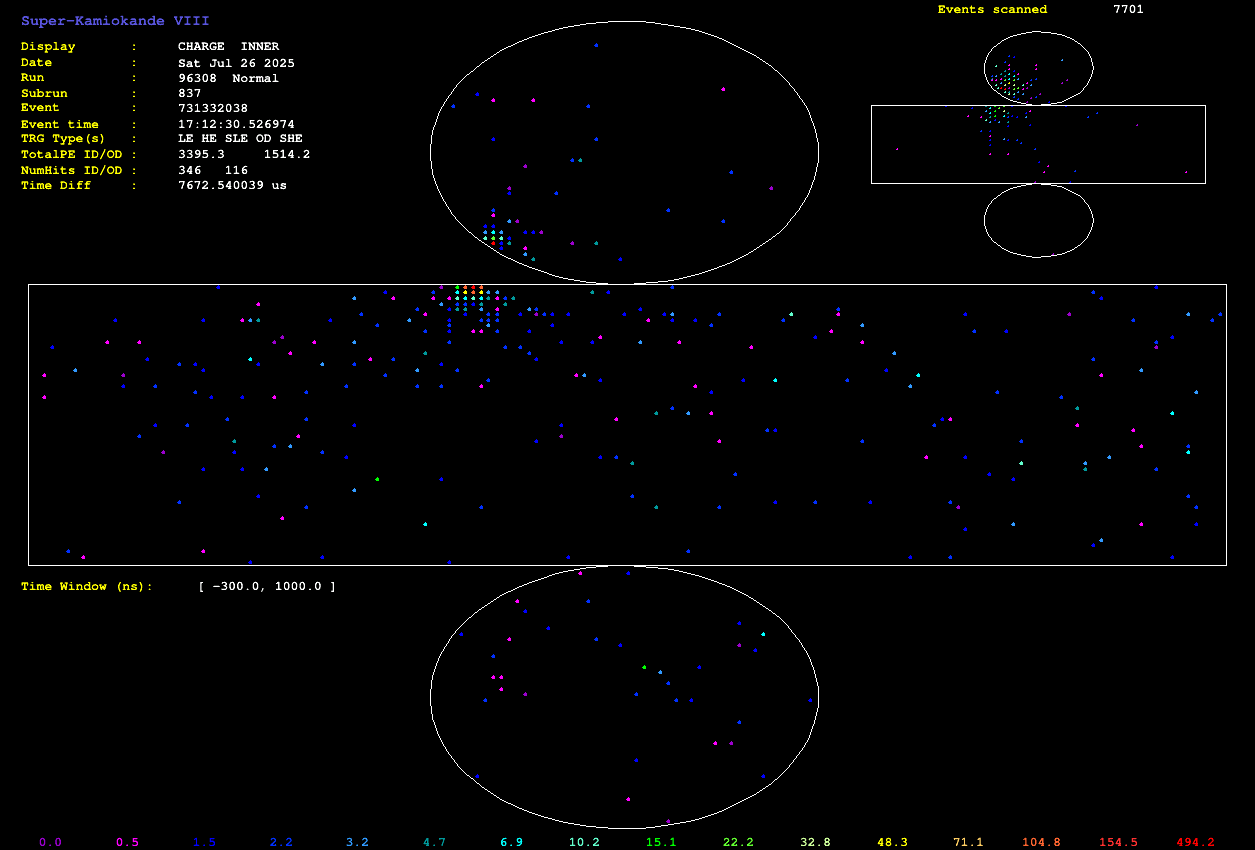 Super-Kamiokande VIII
Events scanned 7701
Display : CHARGE INNER
Date : Sat Jul 26 2025
Run : 96308 Normal
Subrun : 837
Event : 731332038
Event time : 17:12:30.526974
TRG Type(s) : LE HE SLE OD SHE
TotalPE ID/OD : 3395.3 1514.2
NumHits ID/OD : 346 116
Time Diff : 7672.540039 us
Time Window (ns): [ -300.0, 1000.0 ]
0.0 0.5 1.5 2.2 3.2 4.7 6.9 10.2 15.1 22.2 32.8 48.3 71.1 104.8 154.5 494.2